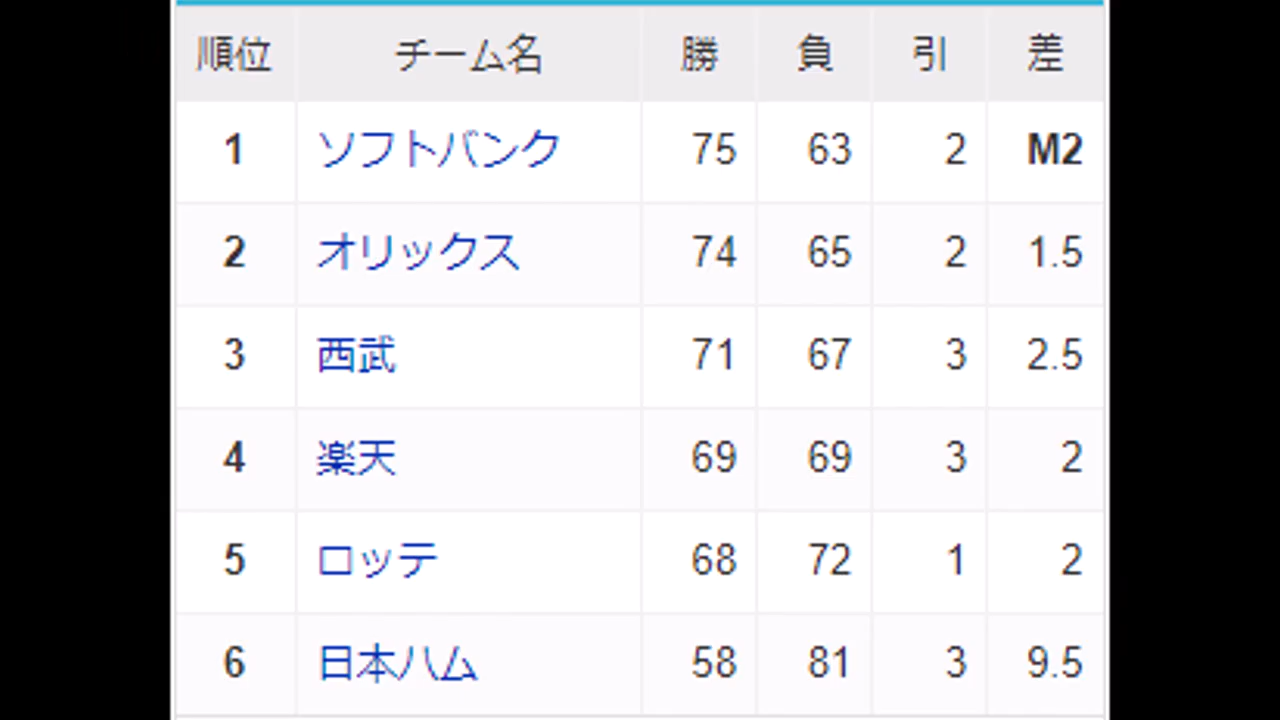 順位 チーム名 勝 負 引 差
1 ソフトバンク 75 63 2 M2
2 オリックス 74 65 2 1.5
3 西武 71 67 3 2.5
4 楽天 69 69 3 2
5 ロッテ 68 72 1 2
6 日本ハム 58 81 3 9.5